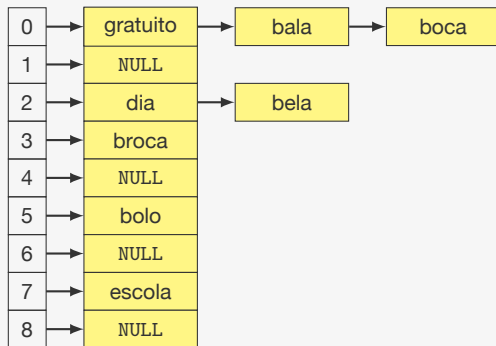 0 gratuito bala boca
1 NULL
2 dia bela
3 broca
4 NULL
5 bolo
6 NULL
7 escola
8 NULL